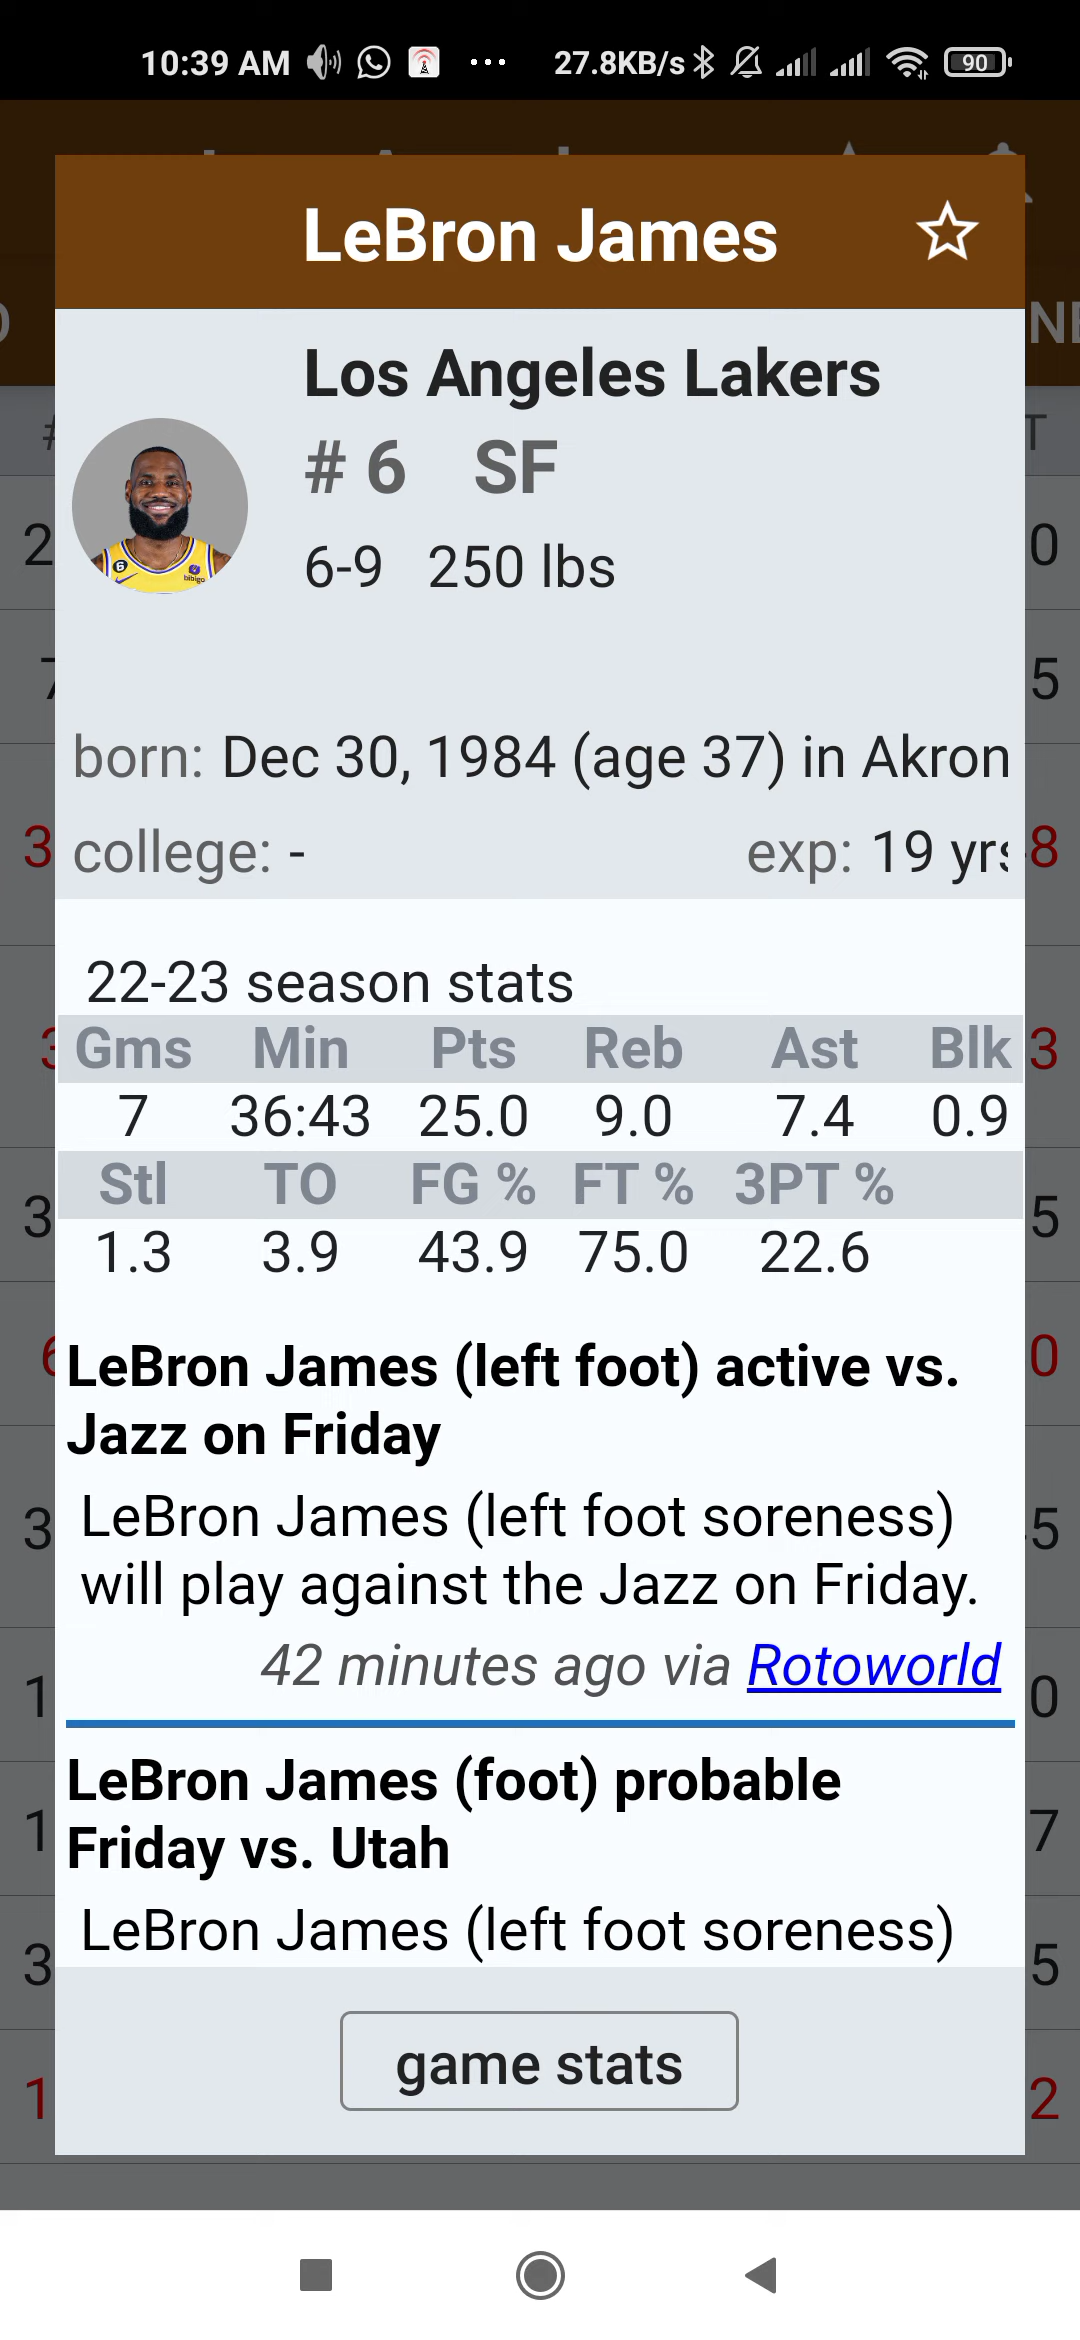 10:39 AM 27.8KB/s 90
LeBron James
Los Angeles Lakers
# 6 SF
6-9 250 lbs
born: Dec 30, 1984 (age 37) in Akron
college: - exp: 19 yrs
22-23 season stats
Gms Min Pts Reb Ast Blk
7 36:43 25.0 9.0 7.4 0.9
Stl TO FG % FT % 3PT %
1.3 3.9 43.9 75.0 22.6
LeBron James (left foot) active vs.
Jazz on Friday
LeBron James (left foot soreness)
will play against the Jazz on Friday.
42 minutes ago via Rotoworld
LeBron James (foot) probable
Friday vs. Utah
LeBron James (left foot soreness)
game stats